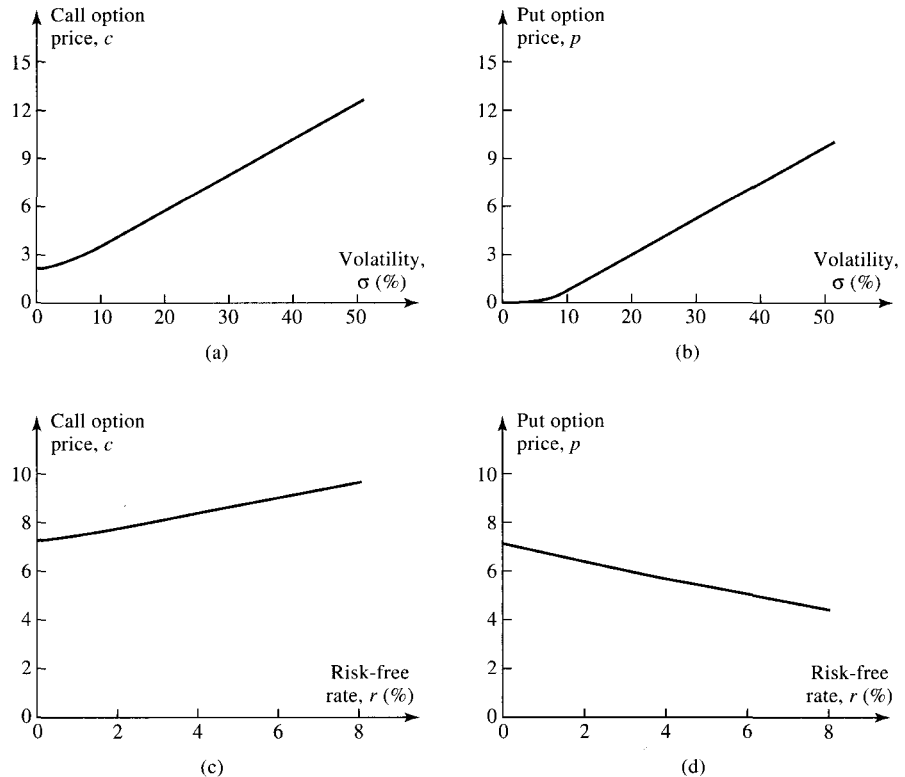 Call option
price, c
15
12
9
6
3
0
Volatility,
σ (%)
0 10 20 30 40 50
(a)
Put option
price, p
15
12
9
6
3
0
Volatility,
σ (%)
0 10 20 30 40 50
(b)
Call option
price, c
10
8
6
4
2
0
Risk-free
rate, r (%)
0 2 4 6 8
(c)
Put option
price, p
10
8
6
4
2
0
Risk-free
rate, r (%)
0 2 4 6 8
(d)